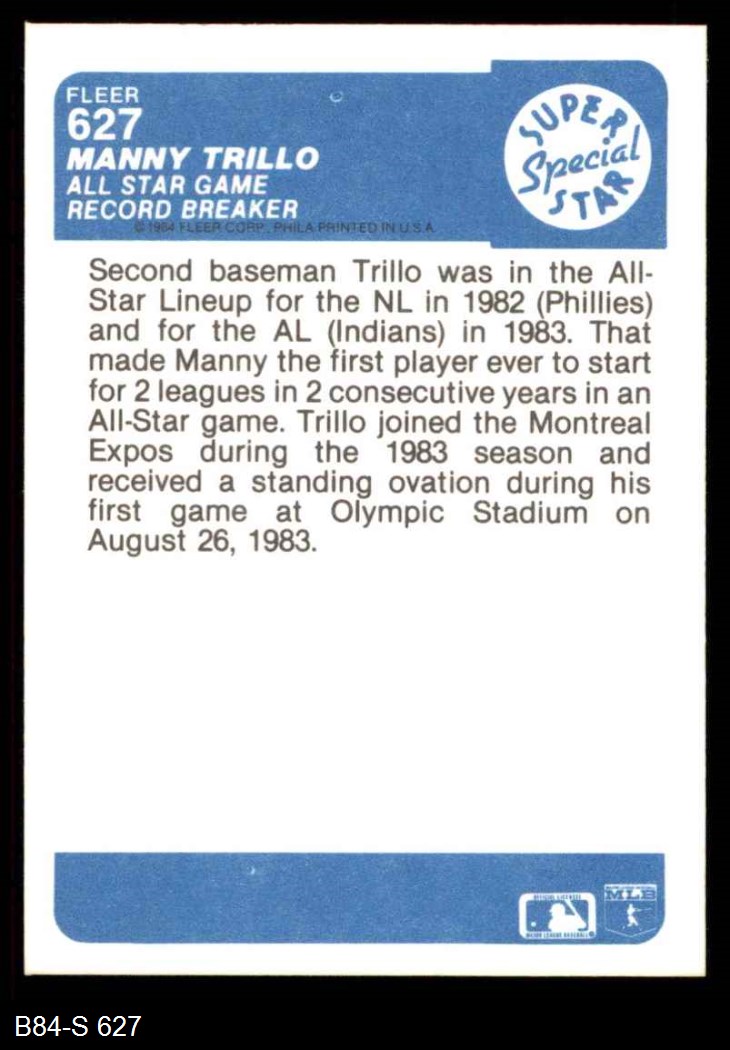 FLEER
627
MANNY TRILLO
ALL STAR GAME
RECORD BREAKER
© 1984 FLEER CORP., PHILA PRINTED IN U.S.A.
SUPER
Special
STAR
Second baseman Trillo was in the All-
Star Lineup for the NL in 1982 (Phillies)
and for the AL (Indians) in 1983. That
made Manny the first player ever to start
for 2 leagues in 2 consecutive years in an
All-Star game. Trillo joined the Montreal
Expos during the 1983 season and
received a standing ovation during his
first game at Olympic Stadium on
August 26, 1983.
MAJOR LEAGUE BASEBALL
MLB
B84-S 627